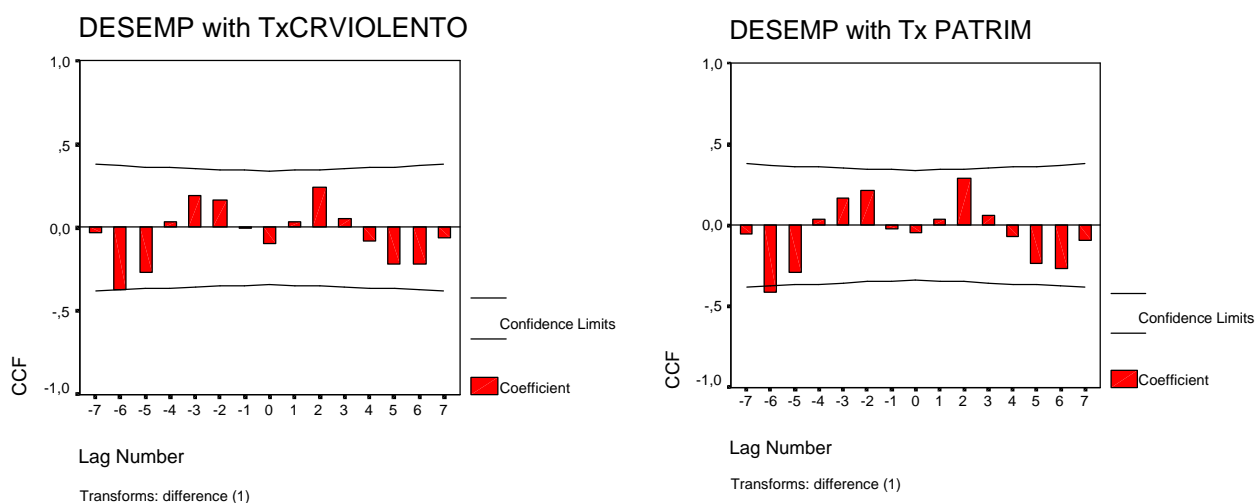 DESEMP with TxCRVIOLENTO
1,0
,5
0,0
-,5
-1,0
CCF
-7 -6 -5 -4 -3 -2 -1 0 1 2 3 4 5 6 7
Lag Number
Transforms: difference (1)
Confidence Limits
Coefficient
DESEMP with Tx PATRIM
1,0
,5
0,0
-,5
-1,0
CCF
-7 -6 -5 -4 -3 -2 -1 0 1 2 3 4 5 6 7
Lag Number
Transforms: difference (1)
Confidence Limits
Coefficient